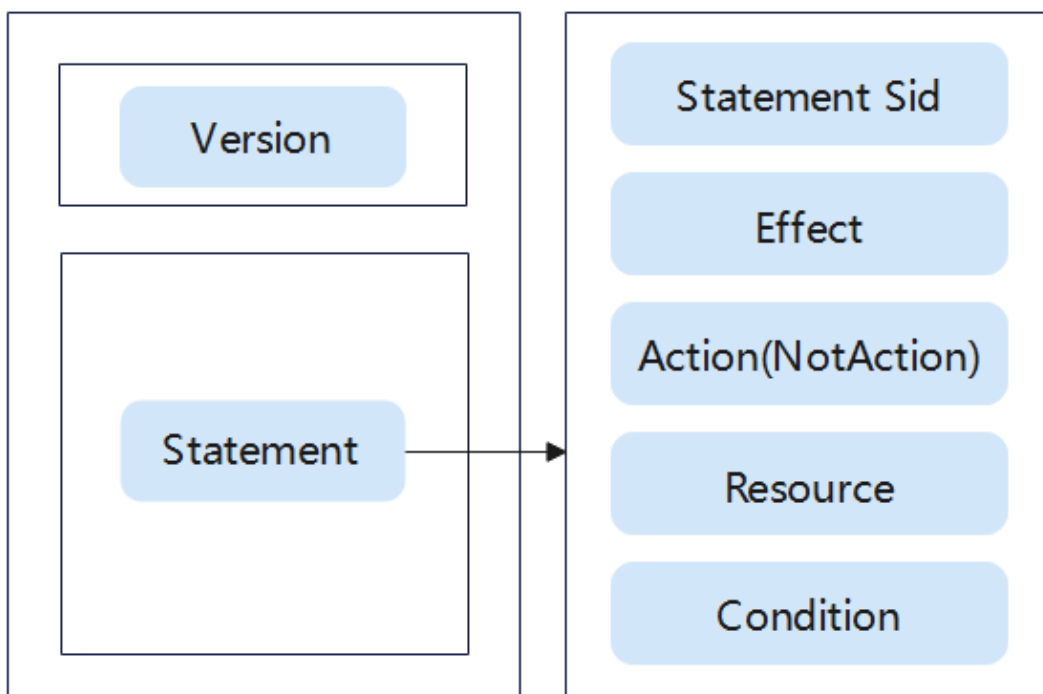 Version
Statement
Statement Sid
Effect
Action(NotAction)
Resource
Condition